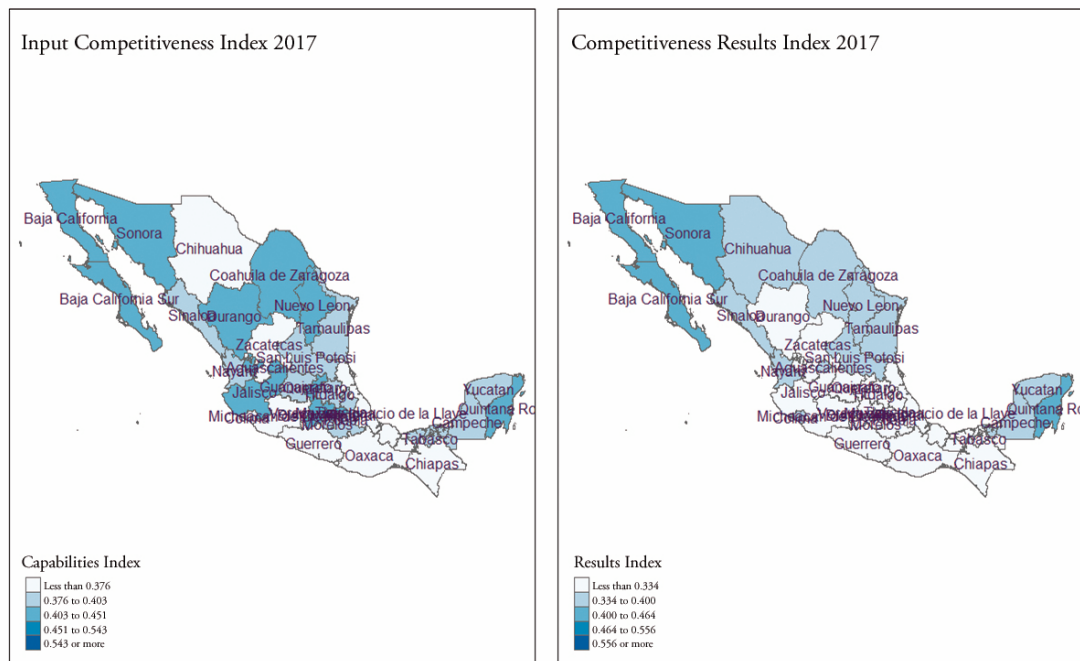 Input Competitiveness Index 2017
Baja California
Sonora
Chihuahua
Coahuila de Zaragoza
Baja California Sur
Sinaloa
Durango
Nuevo Leon
Tamaulipas
Zacatecas
San Luis Potosi
Aguascalientes
Nayarit
Jalisco
Hidalgo
Yucatan
Quintana Ro
Campeche
Ignacio de la Llave
Colima
Morelos
Tabasco
Guerrero
Oaxaca
Chiapas
Capabilities Index
Less than 0.376
0.376 to 0.403
0.403 to 0.451
0.451 to 0.543
0.543 or more
Competitiveness Results Index 2017
Baja California
Sonora
Chihuahua
Coahuila de Zaragoza
Baja California Sur
Sinaloa
Durango
Nuevo Leon
Tamaulipas
Zacatecas
San Luis Potosi
Aguascalientes
Nayarit
Jalisco
Hidalgo
Yucatan
Quintana Ro
Campeche
Colima
Morelos
Tabasco
Guerrero
Oaxaca
Chiapas
Results Index
Less than 0.334
0.334 to 0.400
0.400 to 0.464
0.464 to 0.556
0.556 or more